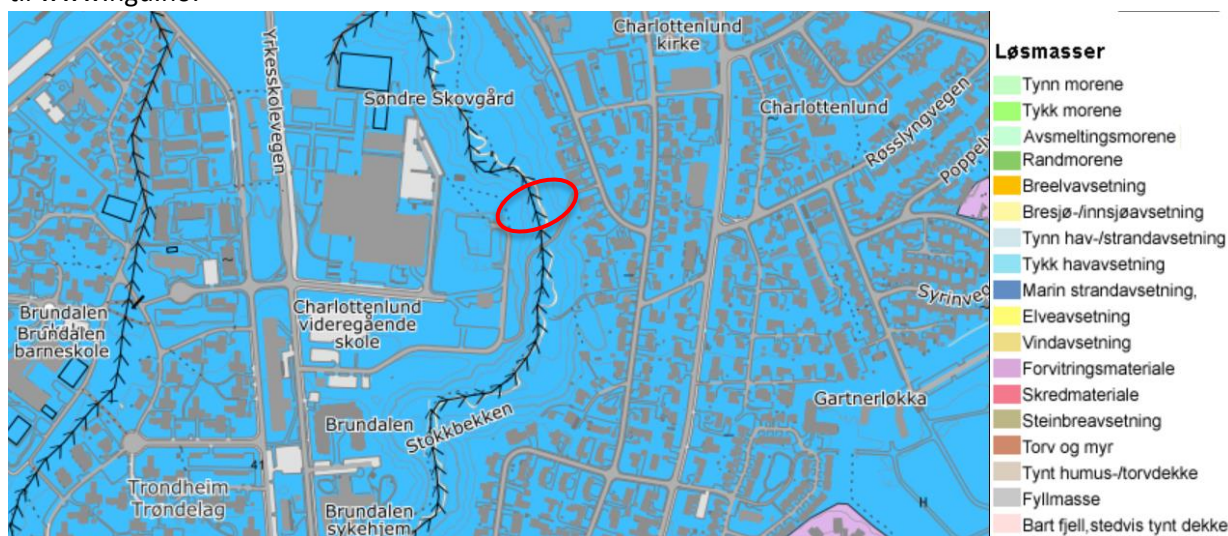 Yrkesskolevegen
Søndre Skovgård
Charlottenlund
kirke
Charlottenlund
Røsslyngvegen
Brundalen
Brundalen
barneskole
Charlottenlund
videregående
skole
Brundalen
Stokkbekken
Gartnerløkka
41
Trondheim
Trøndelag
Brundalen
sykehjem
H
Løsmasser
Tynn morene
Tykk morene
Avsmeltingsmorene
Randmorene
Breelvavsetning
Bresjø-/innsjøavsetning
Tynn hav-/strandavsetning
Tykk havavsetning
Marin strandavsetning,
Elveavsetning
Vindavsetning
Forvitringsmateriale
Skredmateriale
Steinbreavsetning
Torv og myr
Tynt humus-/torvdekke
Fyllmasse
Bart fjell,stedvis tynt dekke